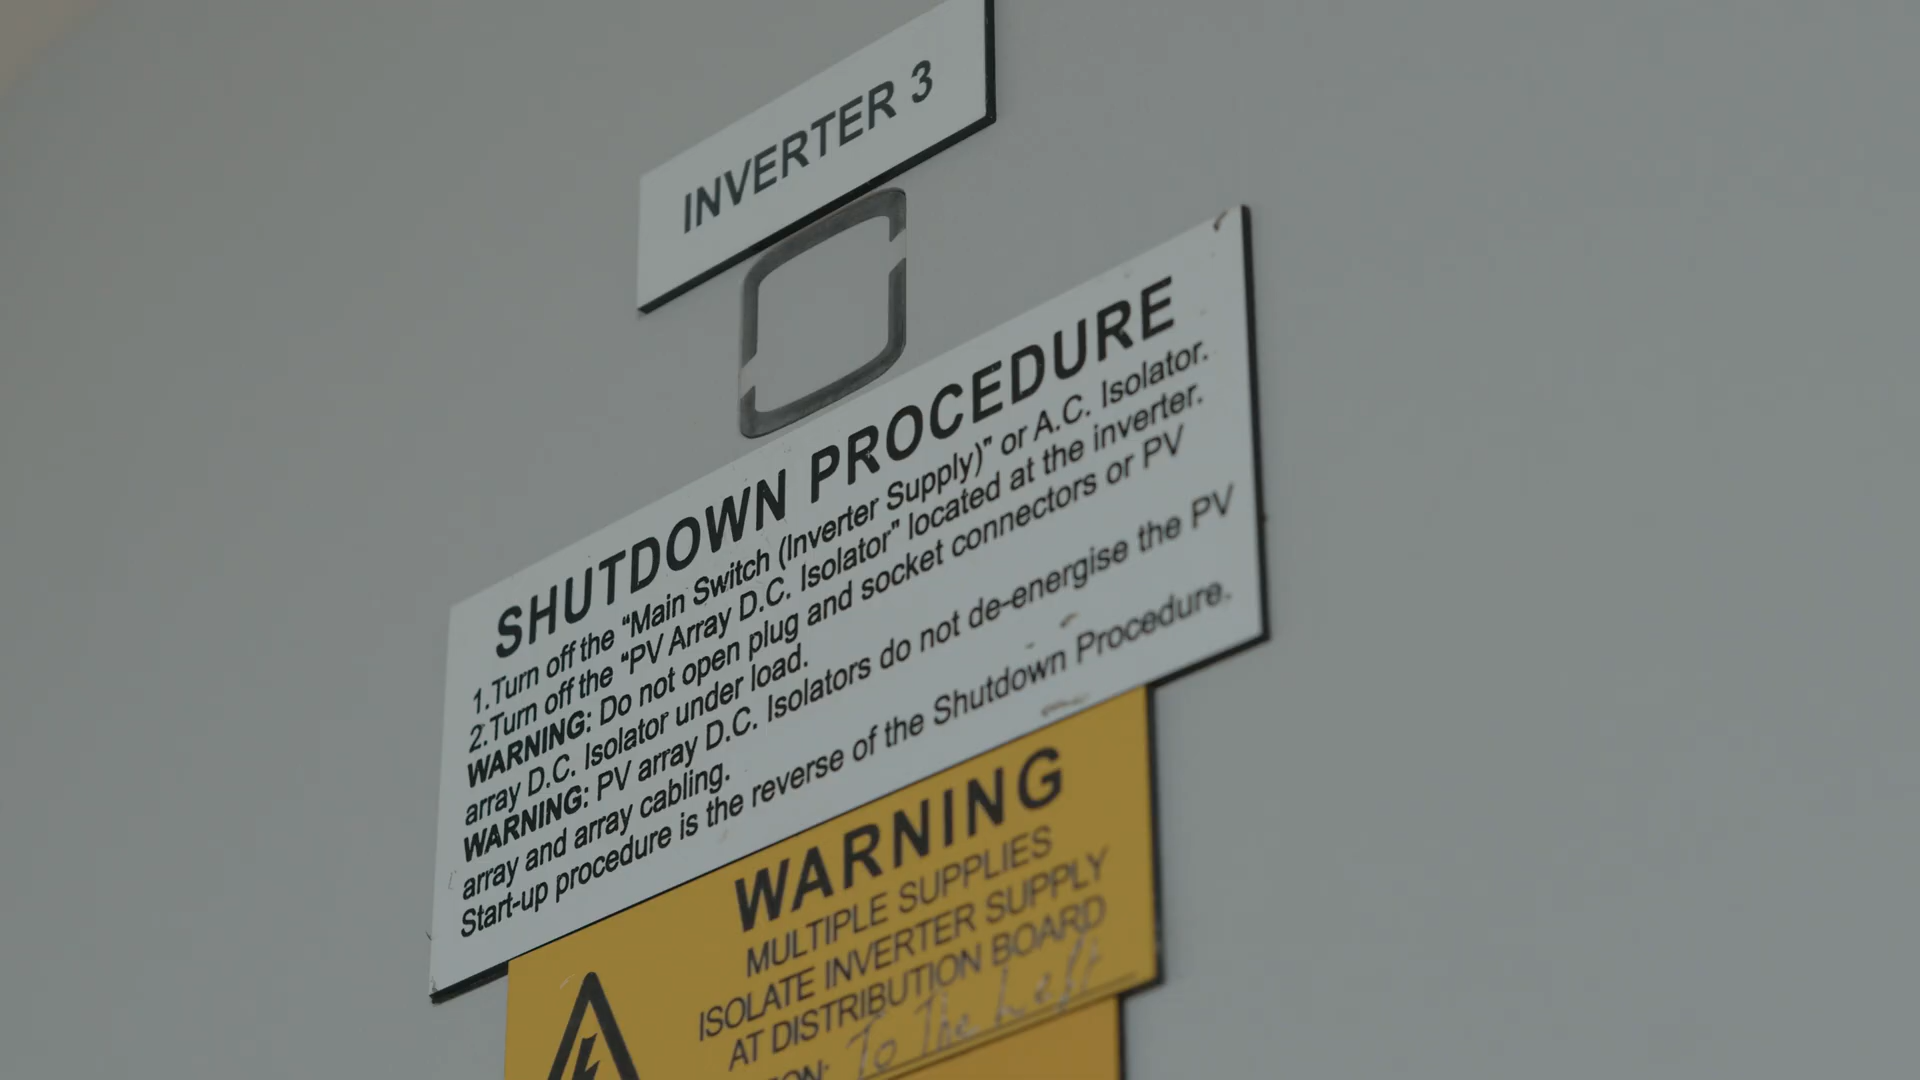 INVERTER 3
SHUTDOWN PROCEDURE
1.Turn off the “Main Switch (Inverter Supply)” or A.C. Isolator.
2.Turn off the “PV Array D.C. Isolator” located at the inverter.
WARNING: Do not open plug and socket connectors or PV
array D.C. Isolator under load.
WARNING: PV array D.C. Isolators do not de-energise the PV
array and array cabling.
Start-up procedure is the reverse of the Shutdown Procedure.
WARNING
MULTIPLE SUPPLIES
ISOLATE INVERTER SUPPLY
AT DISTRIBUTION BOARD
To The Left